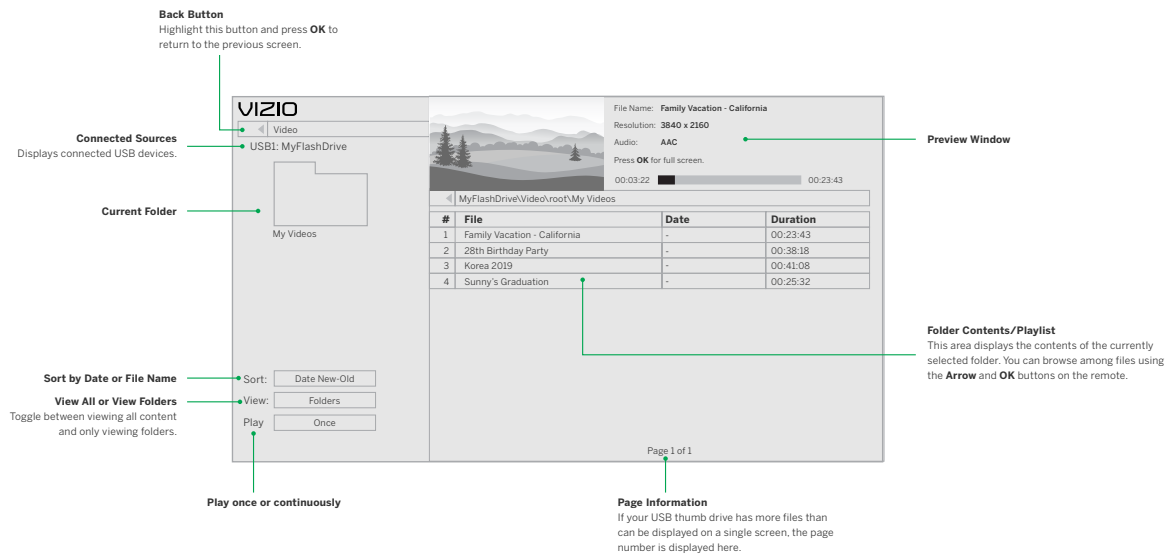 Back Button
Highlight this button and press OK to
return to the previous screen.
VIZIO
Video
Connected Sources
Displays connected USB devices.
USB1: MyFlashDrive
Current Folder
My Videos
File Name: Family Vacation - California
Resolution: 3840 x 2160
Audio: AAC
Press OK for full screen.
00:03:22 00:23:43
Preview Window
MyFlashDrive\Video\root\My Videos
# File Date Duration
1 Family Vacation - California - 00:23:43
2 28th Birthday Party - 00:38:18
3 Korea 2019 - 00:41:08
4 Sunny's Graduation - 00:25:32
Folder Contents/Playlist
This area displays the contents of the currently
selected folder. You can browse among files using
the Arrow and OK buttons on the remote.
Sort by Date or File Name
Sort: Date New-Old
View All or View Folders
Toggle between viewing all content
and only viewing folders.
View: Folders
Play Once
Play once or continuously
Page 1 of 1
Page Information
If your USB thumb drive has more files than
can be displayed on a single screen, the page
number is displayed here.